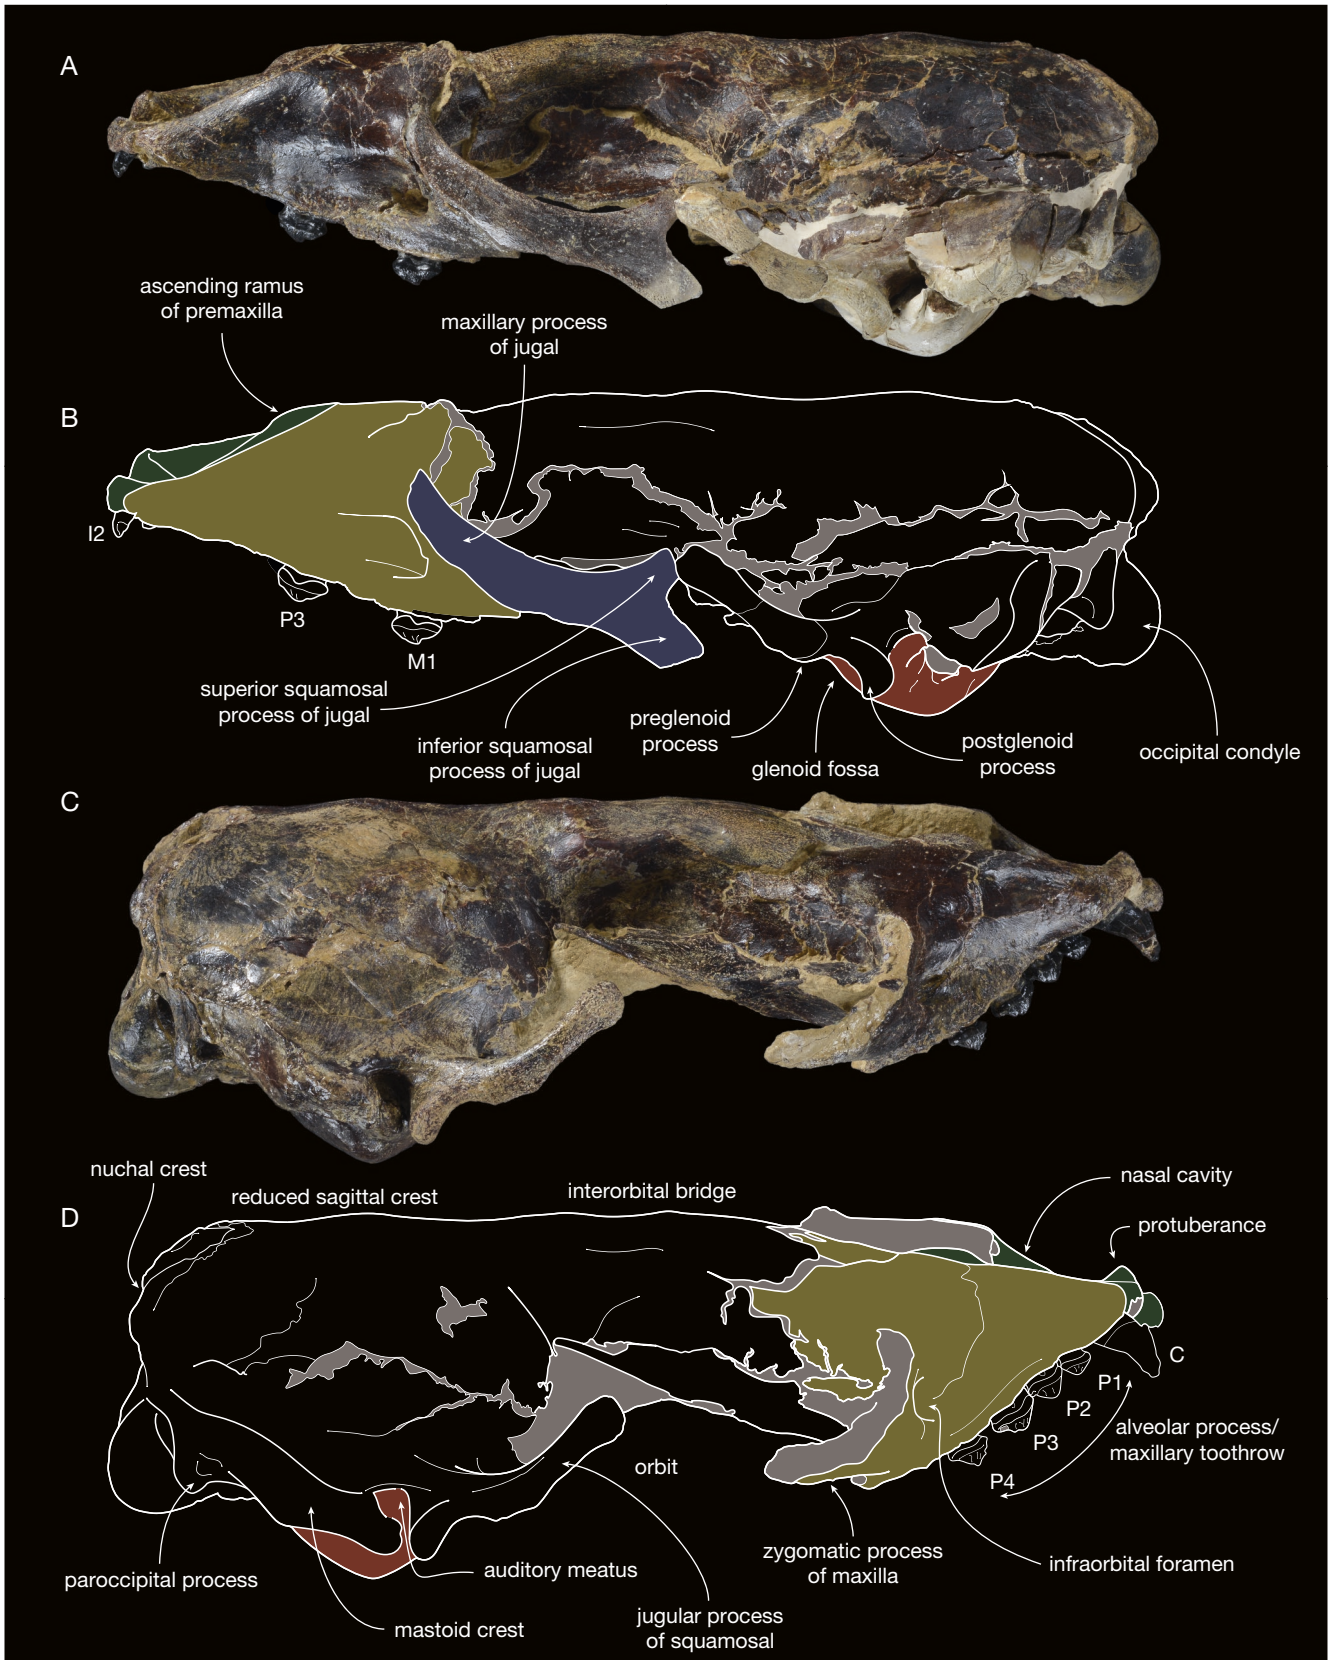 A
ascending ramus
of premaxilla
maxillary process
of jugal
B
I2
P3
M1
superior squamosal
process of jugal
inferior squamosal
process of jugal
preglenoid
process
glenoid fossa
postglenoid
process
occipital condyle
C
nuchal crest
reduced sagittal crest
interorbital bridge
nasal cavity
protuberance
D
C
P1
P2
P3
P4
alveolar process/
maxillary toothrow
orbit
zygomatic process
of maxilla
infraorbital foramen
paroccipital process
auditory meatus
mastoid crest
jugular process
of squamosal